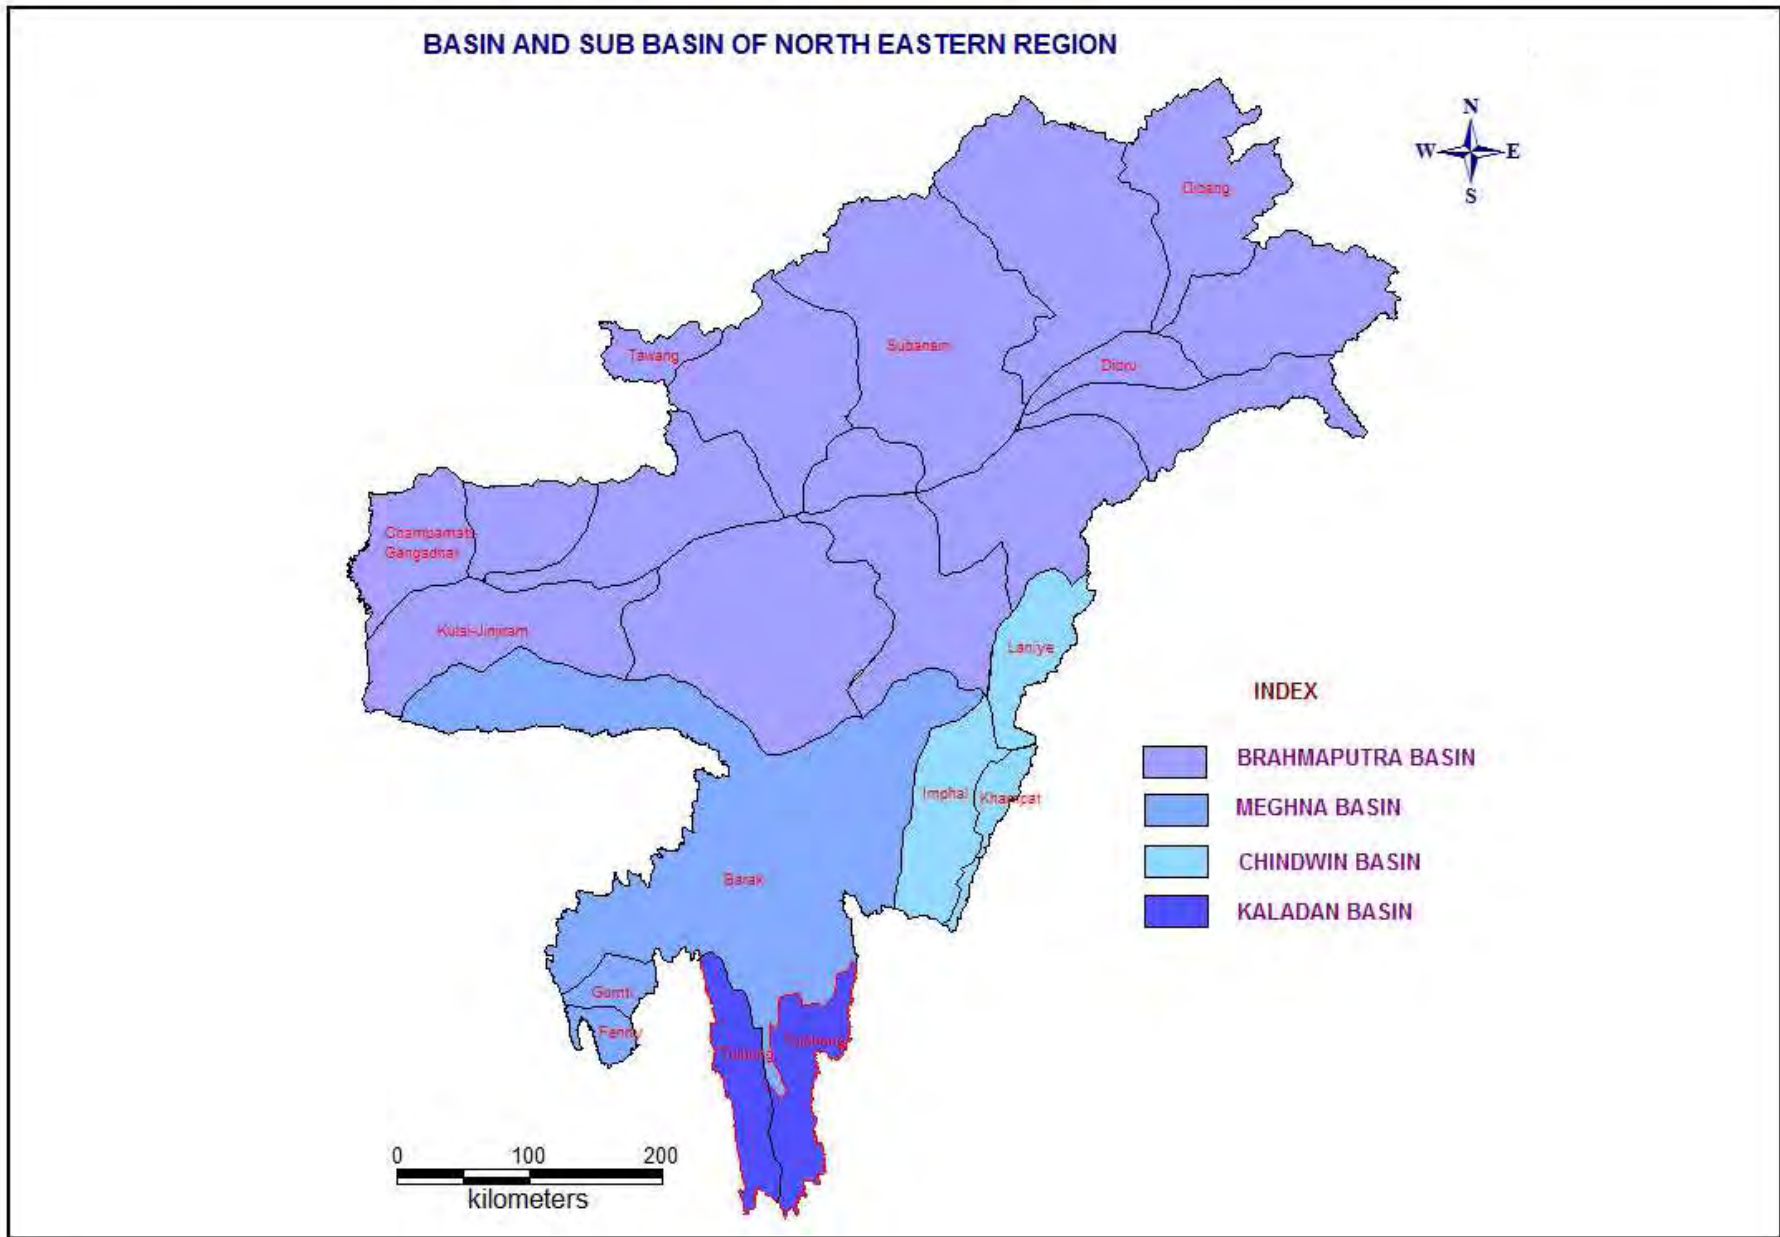 BASIN AND SUB BASIN OF NORTH EASTERN REGION
N
W E
S
Dibang
Tawang
Subansiri
Dibru
Champamati-
Gangadhar
Kulsi-Jinjiram
Laniye
INDEX
BRAHMAPUTRA BASIN
MEGHNA BASIN
CHINDWIN BASIN
KALADAN BASIN
Imphal
Khampat
Barak
Gomti
Fenny
0 100 200
kilometers